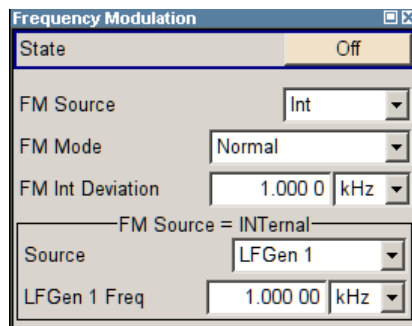 Frequency Modulation
State Off
FM Source Int
FM Mode Normal
FM Int Deviation 1.000 0 kHz
FM Source = INTernal
Source LFGen 1
LFGen 1 Freq 1.000 00 kHz